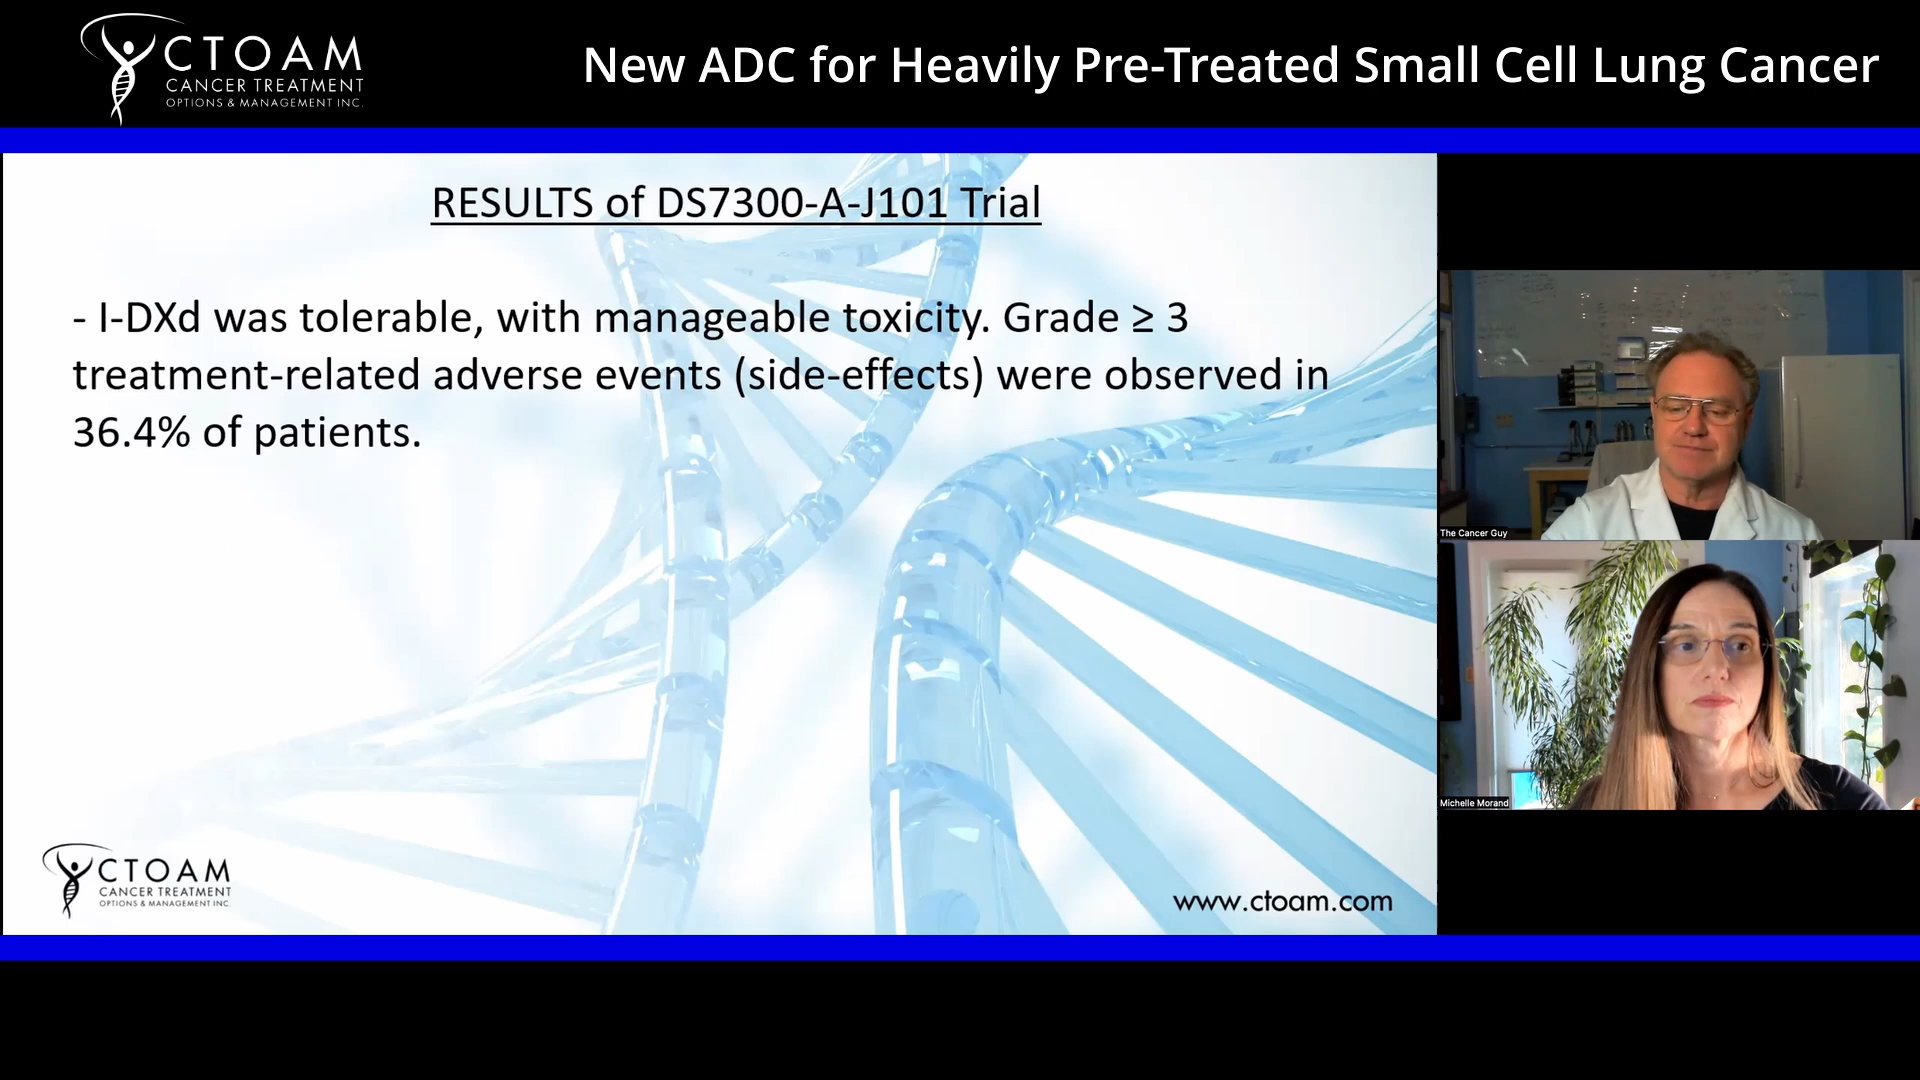 CTOAM
CANCER TREATMENT
OPTIONS & MANAGEMENT INC.
New ADC for Heavily Pre-Treated Small Cell Lung Cancer
RESULTS of DS7300-A-J101 Trial
- I-DXd was tolerable, with manageable toxicity. Grade ≥ 3
treatment-related adverse events (side-effects) were observed in
36.4% of patients.
The Cancer Guy
Michelle Morand
CTOAM
CANCER TREATMENT
OPTIONS & MANAGEMENT INC.
www.ctoam.com